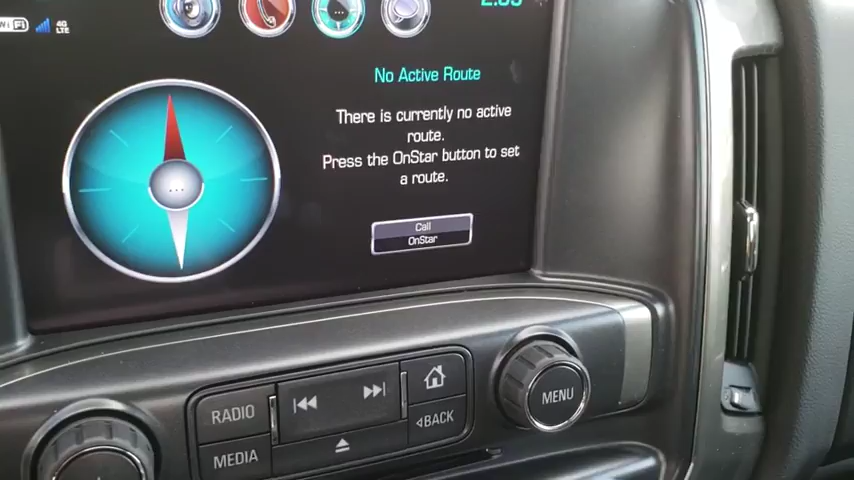 WiFi 4G
LTE
No Active Route
There is currently no active
route.
Press the OnStar button to set
a route.
Call
OnStar
RADIO
MEDIA
BACK
MENU